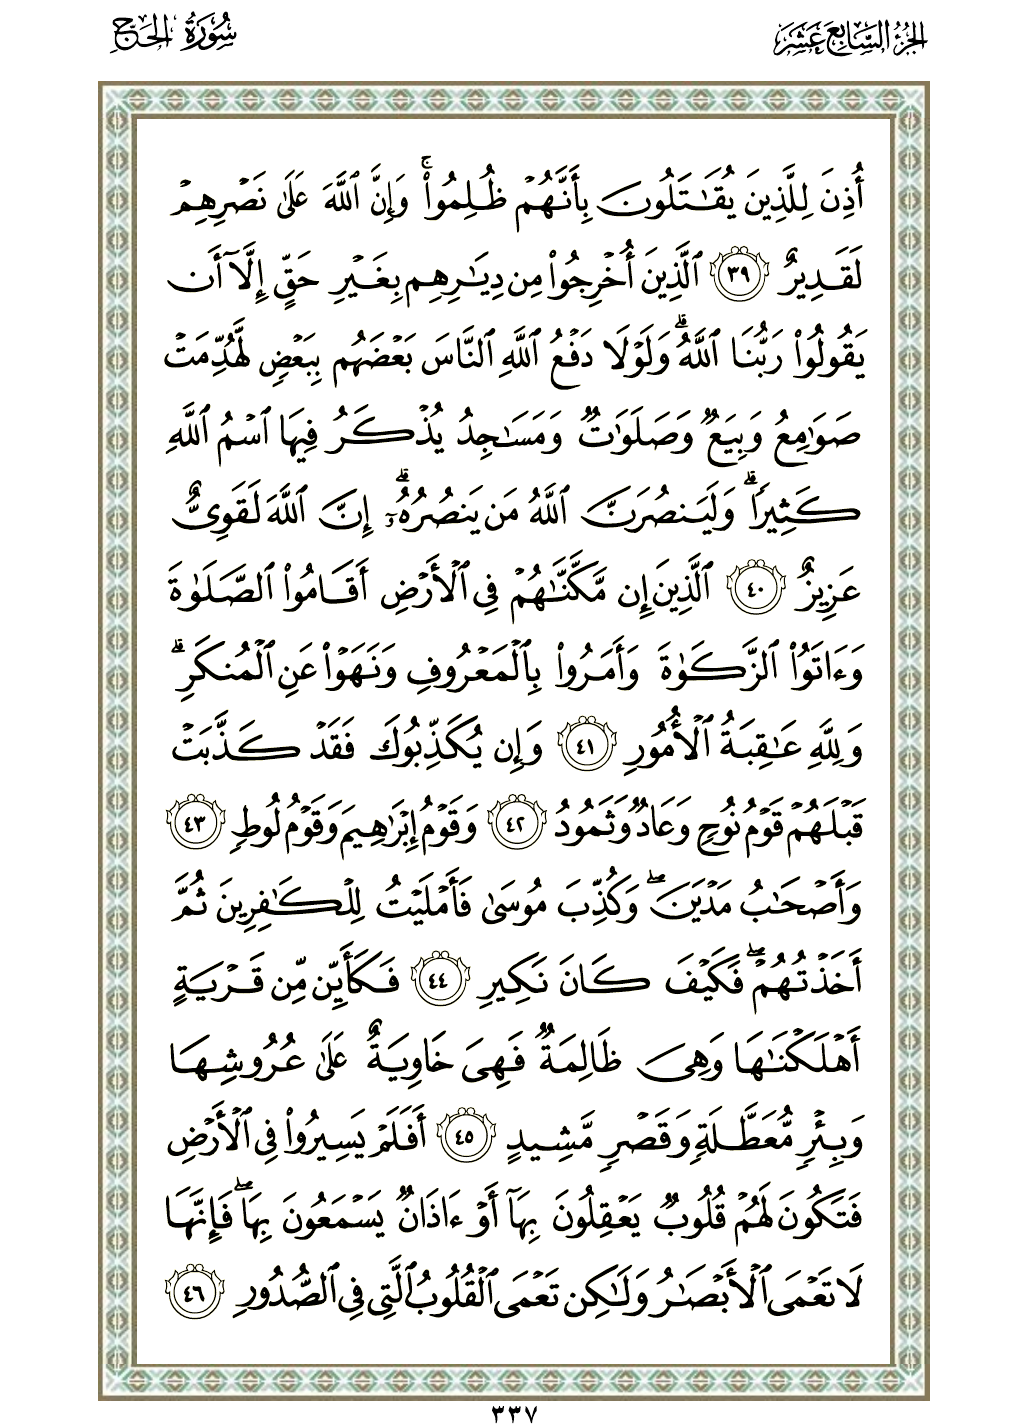 الجزء السابع عشر
سورة الحج
أُذِنَ لِلَّذِينَ يُقَٰتَلُونَ بِأَنَّهُمْ ظُلِمُوا۟ ۚ وَإِنَّ ٱللَّهَ عَلَىٰ نَصْرِهِمْ
لَقَدِيرٌ ﴿٣٩﴾ ٱلَّذِينَ أُخْرِجُوا۟ مِن دِيَٰرِهِم بِغَيْرِ حَقٍّ إِلَّآ أَن
يَقُولُوا۟ رَبُّنَا ٱللَّهُ ۗ وَلَوْلَا دَفْعُ ٱللَّهِ ٱلنَّاسَ بَعْضَهُم بِبَعْضٍ لَّهُدِّمَتْ
صَوَٰمِعُ وَبِيَعٌ وَصَلَوَٰتٌ وَمَسَٰجِدُ يُذْكَرُ فِيهَا ٱسْمُ ٱللَّهِ
كَثِيرًا ۗ وَلَيَنصُرَنَّ ٱللَّهُ مَن يَنصُرُهُۥٓ ۗ إِنَّ ٱللَّهَ لَقَوِىٌّ
عَزِيزٌ ﴿٤٠﴾ ٱلَّذِينَ إِن مَّكَّنَّٰهُمْ فِى ٱلْأَرْضِ أَقَامُوا۟ ٱلصَّلَوٰةَ
وَءَاتَوُا۟ ٱلزَّكَوٰةَ وَأَمَرُوا۟ بِٱلْمَعْرُوفِ وَنَهَوْا۟ عَنِ ٱلْمُنكَرِ ۗ
وَلِلَّهِ عَٰقِبَةُ ٱلْأُمُورِ ﴿٤١﴾ وَإِن يُكَذِّبُوكَ فَقَدْ كَذَّبَتْ
قَبْلَهُمْ قَوْمُ نُوحٍ وَعَادٌ وَثَمُودُ ﴿٤٢﴾ وَقَوْمُ إِبْرَٰهِيمَ وَقَوْمُ لُوطٍ ﴿٤٣﴾
وَأَصْحَٰبُ مَدْيَنَ ۖ وَكُذِّبَ مُوسَىٰ فَأَمْلَيْتُ لِلْكَٰفِرِينَ ثُمَّ
أَخَذْتُهُمْ ۖ فَكَيْفَ كَانَ نَكِيرِ ﴿٤٤﴾ فَكَأَيِّن مِّن قَرْيَةٍ
أَهْلَكْنَٰهَا وَهِىَ ظَالِمَةٌ فَهِىَ خَاوِيَةٌ عَلَىٰ عُرُوشِهَا
وَبِئْرٍ مُّعَطَّلَةٍ وَقَصْرٍ مَّشِيدٍ ﴿٤٥﴾ أَفَلَمْ يَسِيرُوا۟ فِى ٱلْأَرْضِ
فَتَكُونَ لَهُمْ قُلُوبٌ يَعْقِلُونَ بِهَآ أَوْ ءَاذَانٌ يَسْمَعُونَ بِهَا ۖ فَإِنَّهَا
لَا تَعْمَى ٱلْأَبْصَٰرُ وَلَٰكِن تَعْمَى ٱلْقُلُوبُ ٱلَّتِى فِى ٱلصُّدُورِ ﴿٤٦﴾
٣٣٧